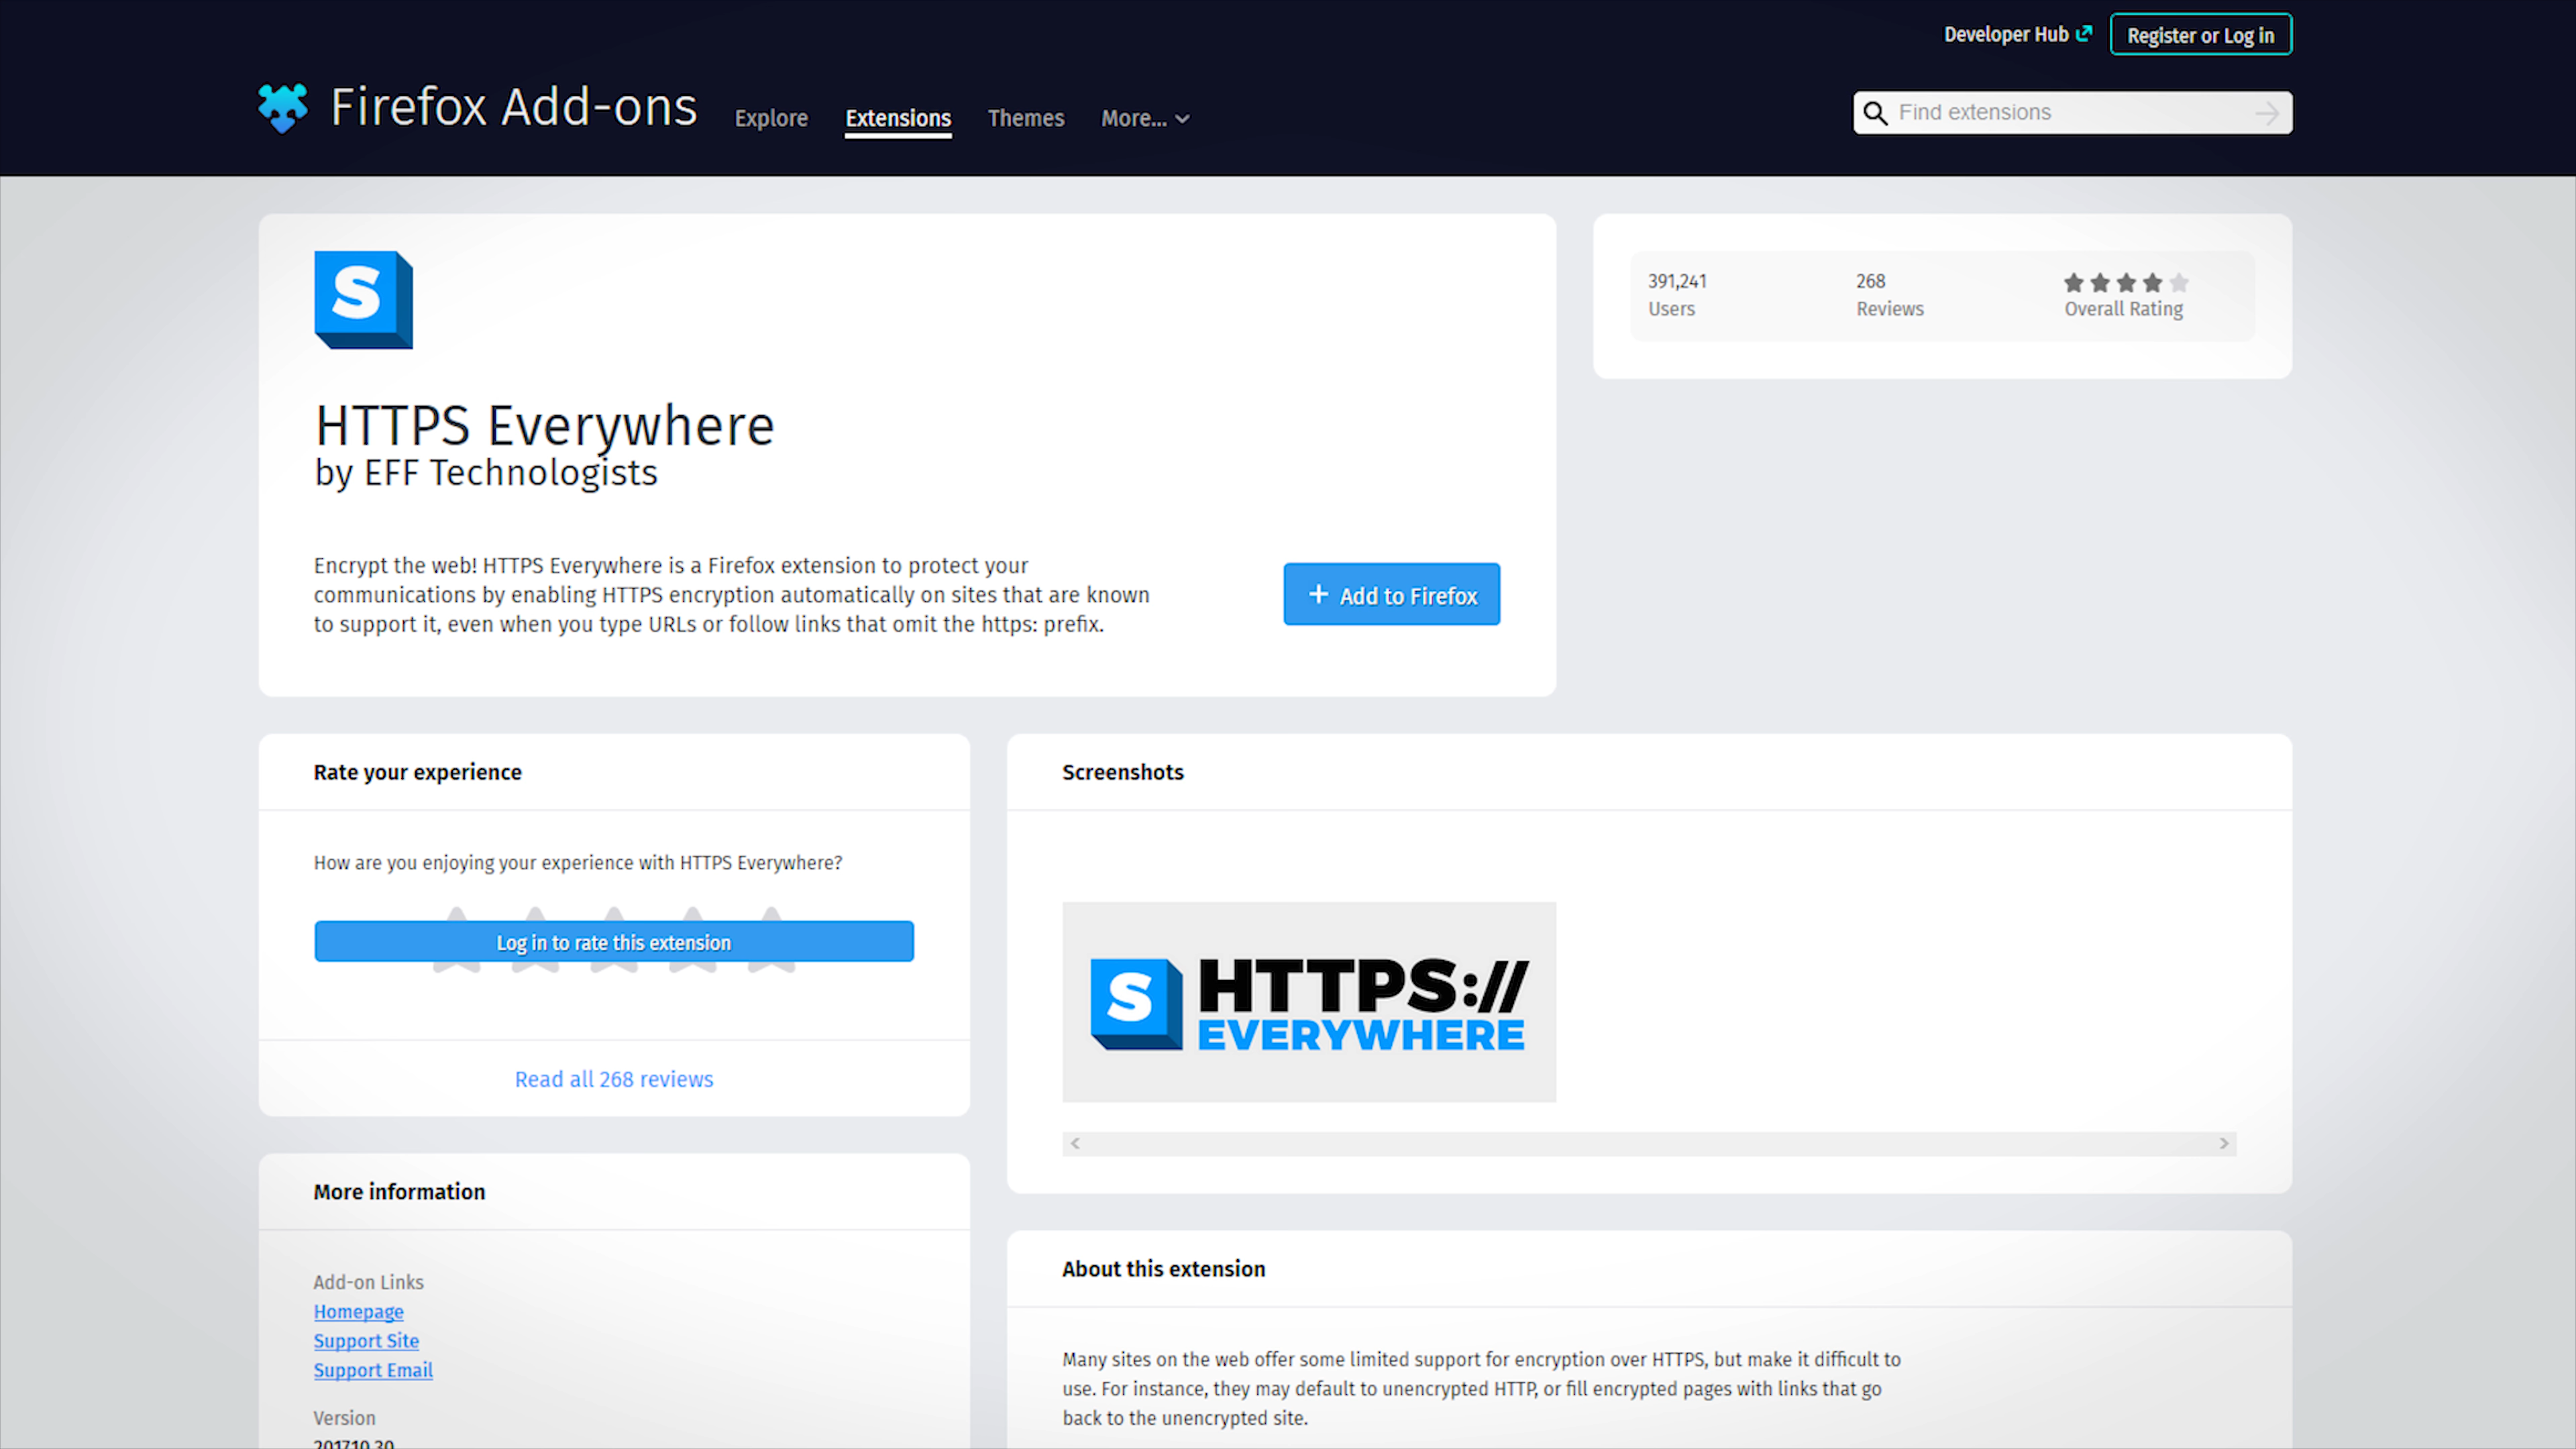 Developer Hub
Register or Log in
Firefox Add-ons
Explore
Extensions
Themes
More...
Find extensions
S
HTTPS Everywhere
by EFF Technologists
Encrypt the web! HTTPS Everywhere is a Firefox extension to protect your
communications by enabling HTTPS encryption automatically on sites that are known
to support it, even when you type URLs or follow links that omit the https: prefix.
+ Add to Firefox
391,241
Users
268
Reviews
Overall Rating
Rate your experience
How are you enjoying your experience with HTTPS Everywhere?
Log in to rate this extension
Read all 268 reviews
Screenshots
S
HTTPS://
EVERYWHERE
More information
Add-on Links
Homepage
Support Site
Support Email
Version
2017.10.30
About this extension
Many sites on the web offer some limited support for encryption over HTTPS, but make it difficult to
use. For instance, they may default to unencrypted HTTP, or fill encrypted pages with links that go
back to the unencrypted site.